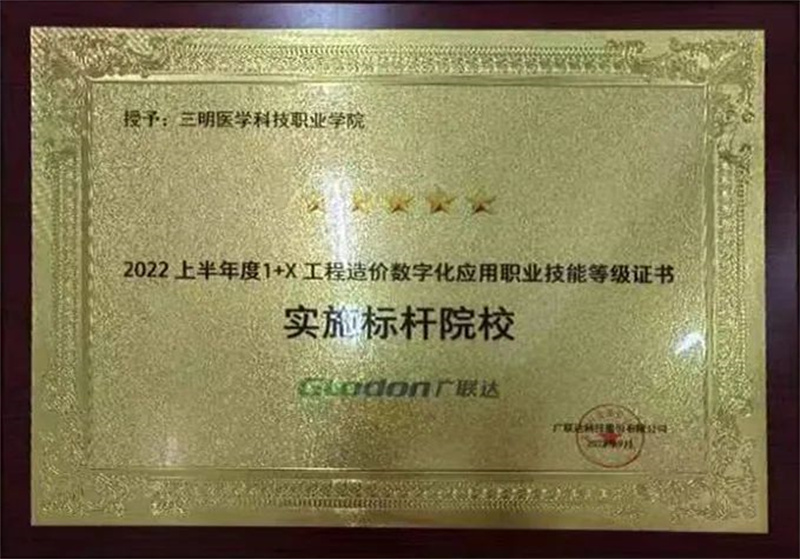 授予：三明医学科技职业学院
2022 上半年度1+X 工程造价数字化应用职业技能等级证书
实施标杆院校
Glodon广联达
广联达科技股份有限公司